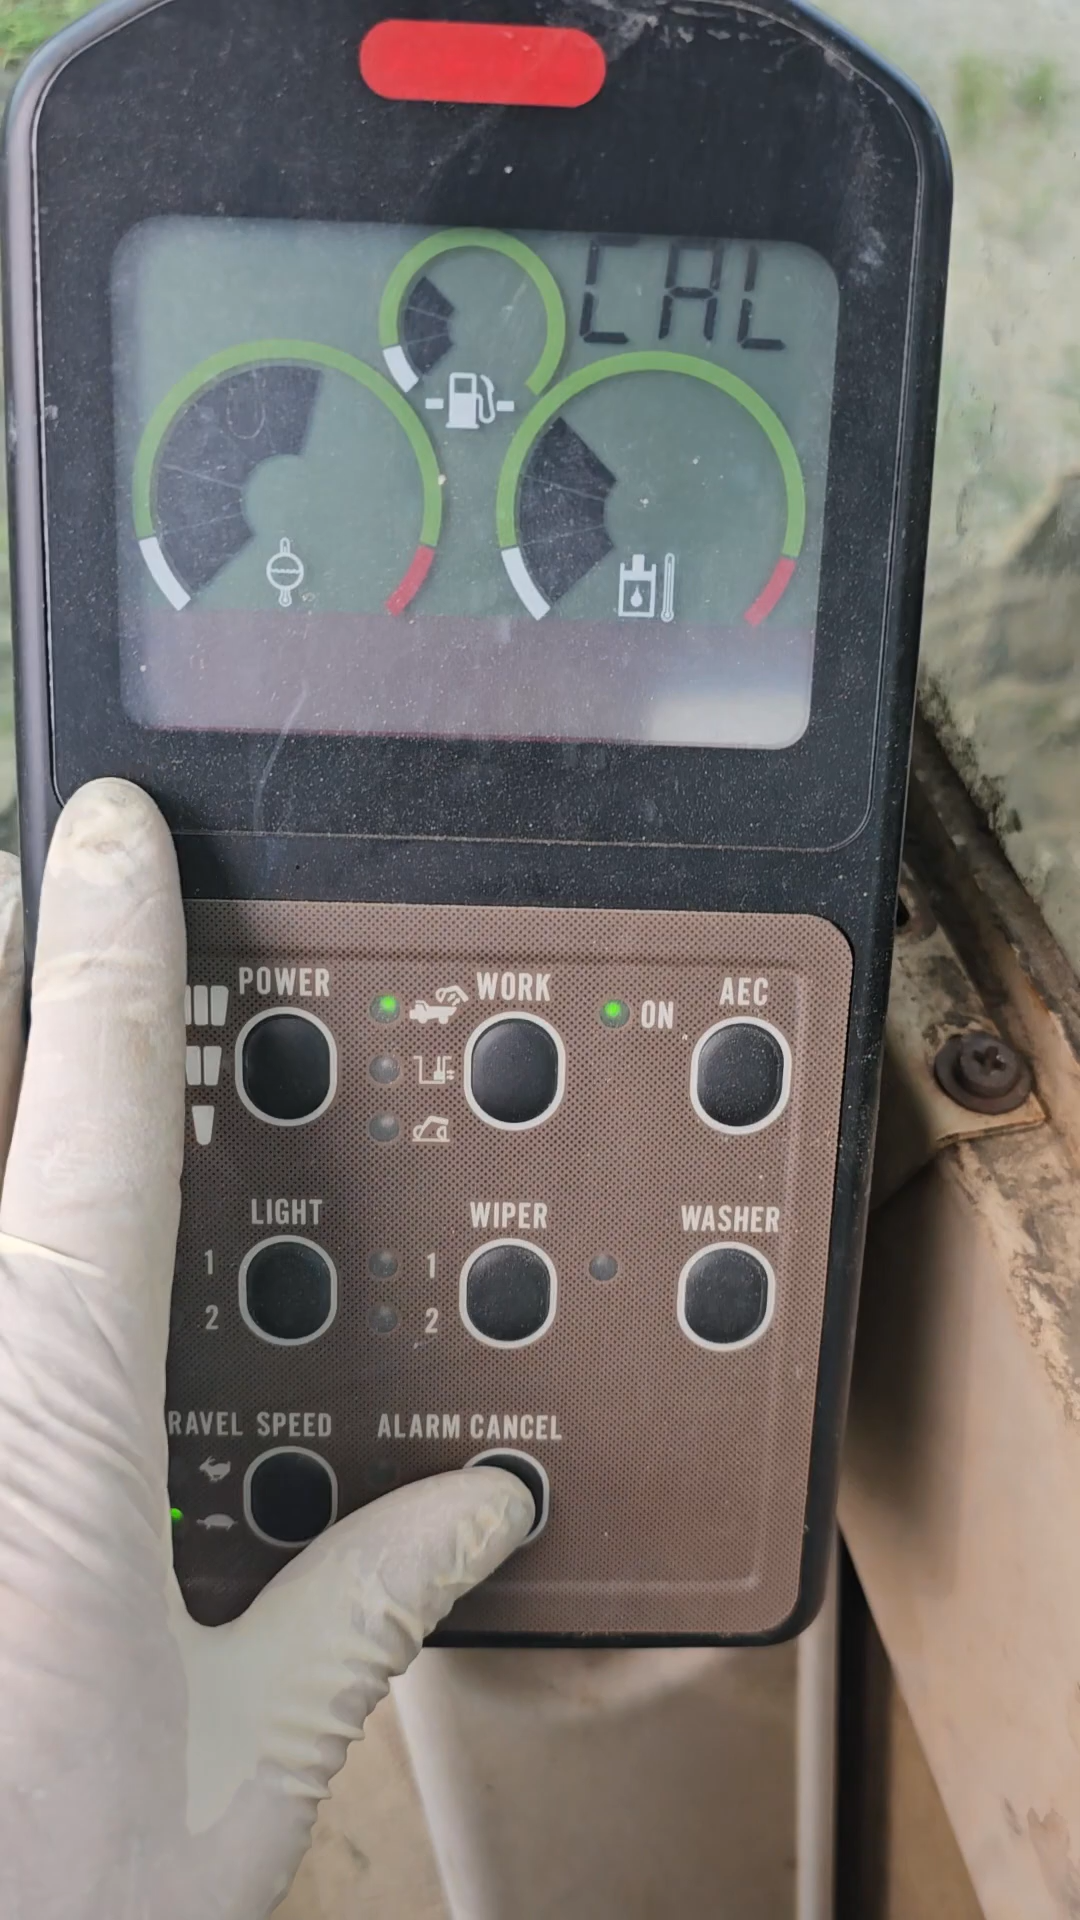 CAL
POWER WORK ON AEC
LIGHT WIPER WASHER
1 1
2 2
RAVEL SPEED ALARM CANCEL